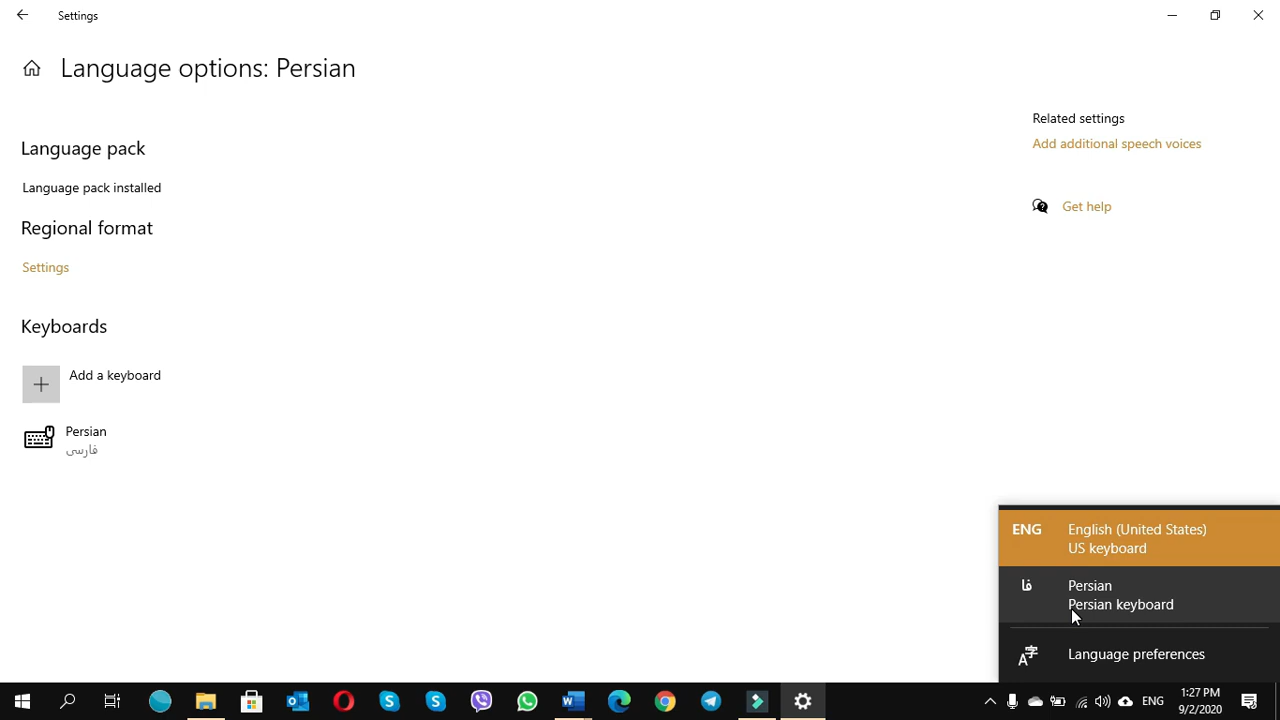 Settings
Language options: Persian
Related settings
Add additional speech voices
Get help
Language pack
Language pack installed
Regional format
Settings
Keyboards
Add a keyboard
Persian
فارسی
ENG English (United States)
US keyboard
فا Persian
Persian keyboard
A字 Language preferences
ENG
1:27 PM
9/2/2020